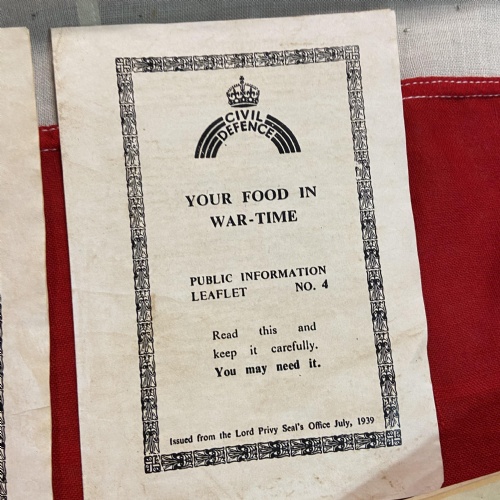 CIVIL
DEFENCE
YOUR FOOD IN
WAR-TIME
PUBLIC INFORMATION
LEAFLET NO. 4
Read this and
keep it carefully.
You may need it.
Issued from the Lord Privy Seal's Office July, 1939